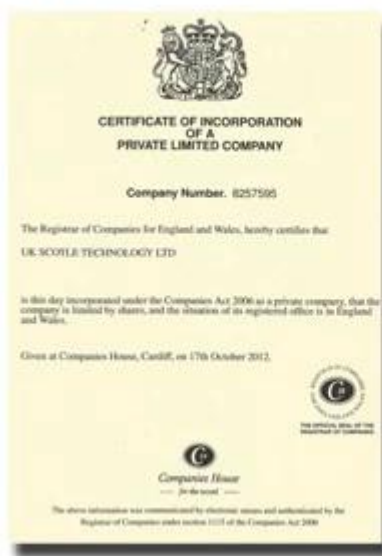 CERTIFICATE OF INCORPORATION
OF A
PRIVATE LIMITED COMPANY
Company Number. 8257595
The Registrar of Companies for England and Wales, hereby certifies that
UK SCOYLE TECHNOLOGY LTD
is this day incorporated under the Companies Act 2006 as a private company, that the
company is limited by shares, and the situation of its registered office is in England
and Wales.
Given at Companies House, Cardiff, on 17th October 2012.
THE OFFICIAL SEAL OF THE
REGISTRAR OF COMPANIES
Companies House
for the record
The above information was communicated by electronic means and authenticated by the
Registrar of Companies under section 1115 of the Companies Act 2006